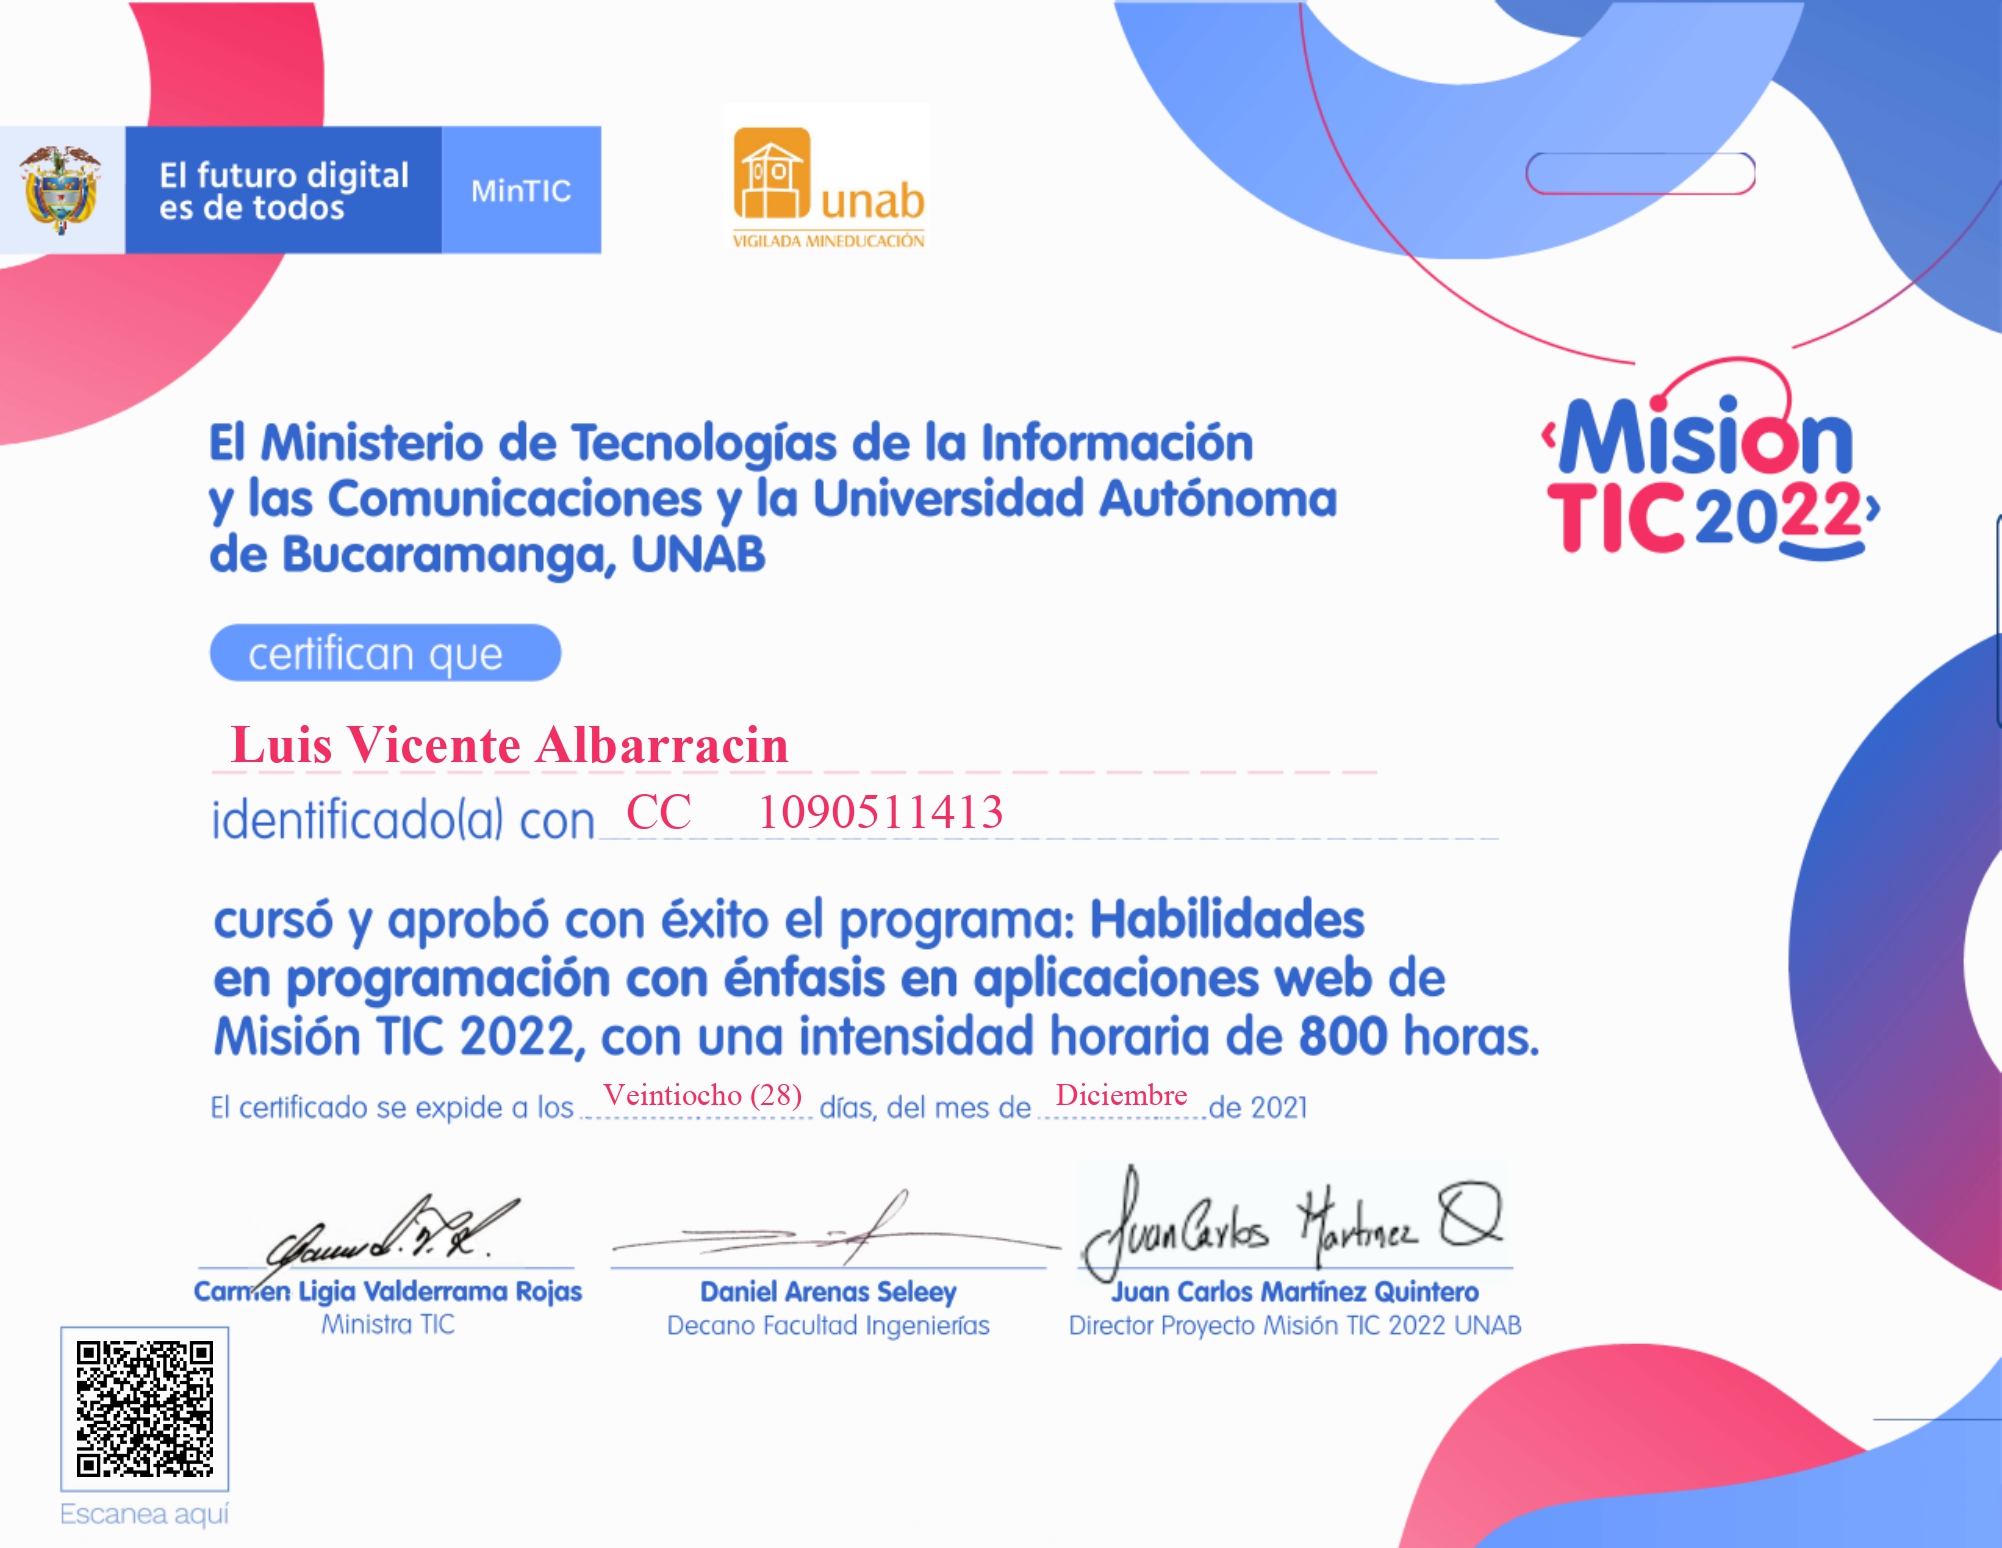 El futuro digital
es de todos
MinTIC
unab
VIGILADA MINEDUCACIÓN
Misión
TIC 2022
El Ministerio de Tecnologías de la Información
y las Comunicaciones y la Universidad Autónoma
de Bucaramanga, UNAB
certifican que
Luis Vicente Albarracin
identificado(a) con CC 1090511413
cursó y aprobó con éxito el programa: Habilidades
en programación con énfasis en aplicaciones web de
Misión TIC 2022, con una intensidad horaria de 800 horas.
El certificado se expide a los Veintiocho (28) días, del mes de Diciembre de 2021
Juan Carlos Martinez Q
Carmen Ligia Valderrama Rojas
Ministra TIC
Daniel Arenas Seleey
Decano Facultad Ingenierías
Juan Carlos Martínez Quintero
Director Proyecto Misión TIC 2022 UNAB
Escanea aquí